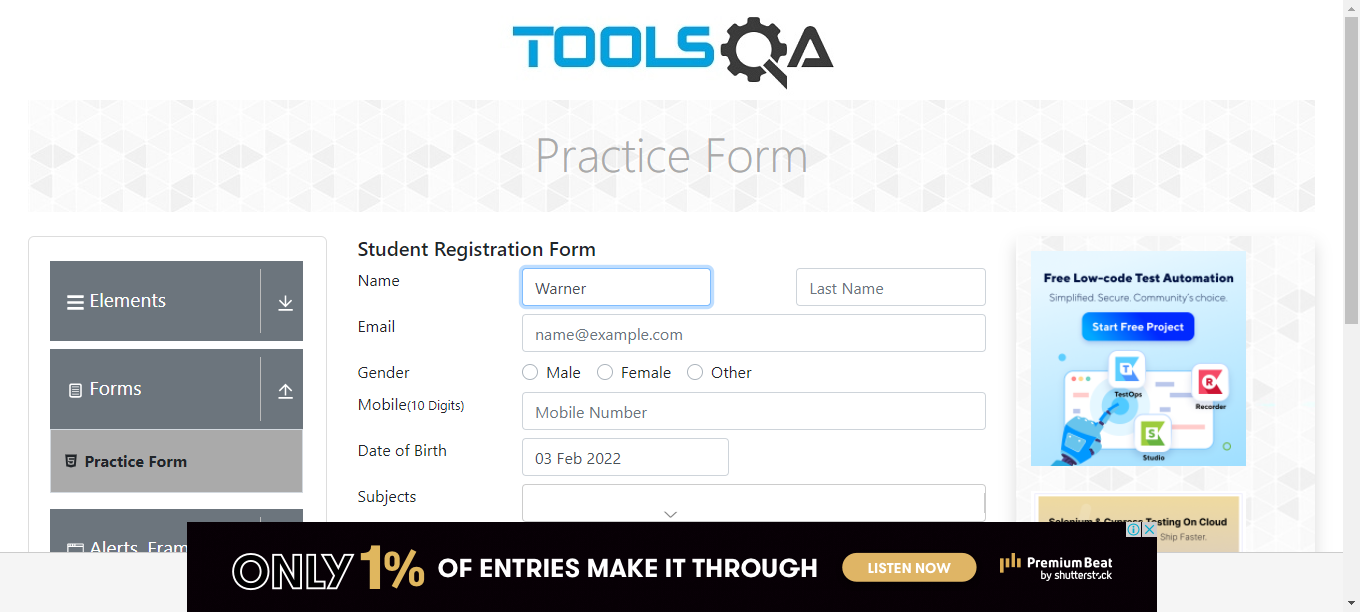 TOOLSQA
Practice Form
Elements
Forms
Practice Form
Alerts, Fram
Student Registration Form
Name
Warner
Last Name
Email
name@example.com
Gender
Male
Female
Other
Mobile(10 Digits)
Mobile Number
Date of Birth
03 Feb 2022
Subjects
Free Low-code Test Automation
Simplified. Secure. Community's choice.
Start Free Project
TestOps
Recorder
Studio
Selenium & Cypress Testing On Cloud
Ship Faster.
ONLY 1% OF ENTRIES MAKE IT THROUGH
LISTEN NOW
PremiumBeat
by shutterstock